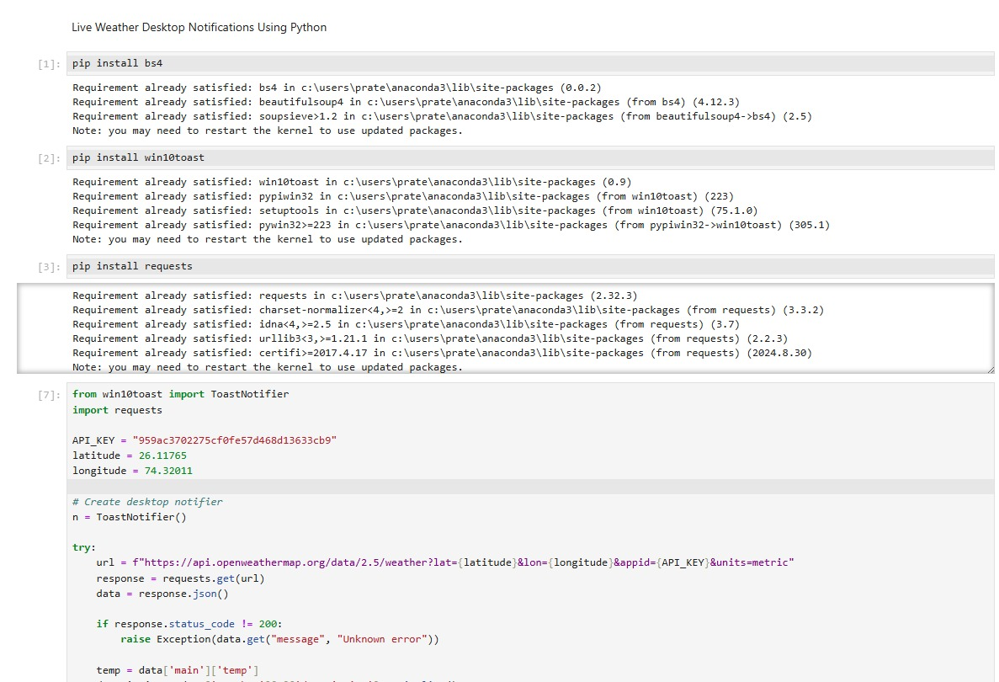 Live Weather Desktop Notifications Using Python
[1]: pip install bs4
Requirement already satisfied: bs4 in c:\users\prate\anaconda3\lib\site-packages (0.0.2)
Requirement already satisfied: beautifulsoup4 in c:\users\prate\anaconda3\lib\site-packages (from bs4) (4.12.3)
Requirement already satisfied: soupsieve>1.2 in c:\users\prate\anaconda3\lib\site-packages (from beautifulsoup4->bs4) (2.5)
Note: you may need to restart the kernel to use updated packages.
[2]: pip install win10toast
Requirement already satisfied: win10toast in c:\users\prate\anaconda3\lib\site-packages (0.9)
Requirement already satisfied: pypiwin32 in c:\users\prate\anaconda3\lib\site-packages (from win10toast) (223)
Requirement already satisfied: setuptools in c:\users\prate\anaconda3\lib\site-packages (from win10toast) (75.1.0)
Requirement already satisfied: pywin32>=223 in c:\users\prate\anaconda3\lib\site-packages (from pypiwin32->win10toast) (305.1)
Note: you may need to restart the kernel to use updated packages.
[3]: pip install requests
Requirement already satisfied: requests in c:\users\prate\anaconda3\lib\site-packages (2.32.3)
Requirement already satisfied: charset-normalizer<4,>=2 in c:\users\prate\anaconda3\lib\site-packages (from requests) (3.3.2)
Requirement already satisfied: idna<4,>=2.5 in c:\users\prate\anaconda3\lib\site-packages (from requests) (3.7)
Requirement already satisfied: urllib3<3,>=1.21.1 in c:\users\prate\anaconda3\lib\site-packages (from requests) (2.2.3)
Requirement already satisfied: certifi>=2017.4.17 in c:\users\prate\anaconda3\lib\site-packages (from requests) (2024.8.30)
Note: you may need to restart the kernel to use updated packages.
[7]: from win10toast import ToastNotifier
import requests
API_KEY = "959ac3702275cf0fe57d468d13633cb9"
latitude = 26.11765
longitude = 74.32011
# Create desktop notifier
n = ToastNotifier()
try:
    url = f"https://api.openweathermap.org/data/2.5/weather?lat={latitude}&lon={longitude}&appid={API_KEY}&units=metric"
    response = requests.get(url)
    data = response.json()
    if response.status_code != 200:
        raise Exception(data.get("message", "Unknown error"))
    temp = data['main']['temp']